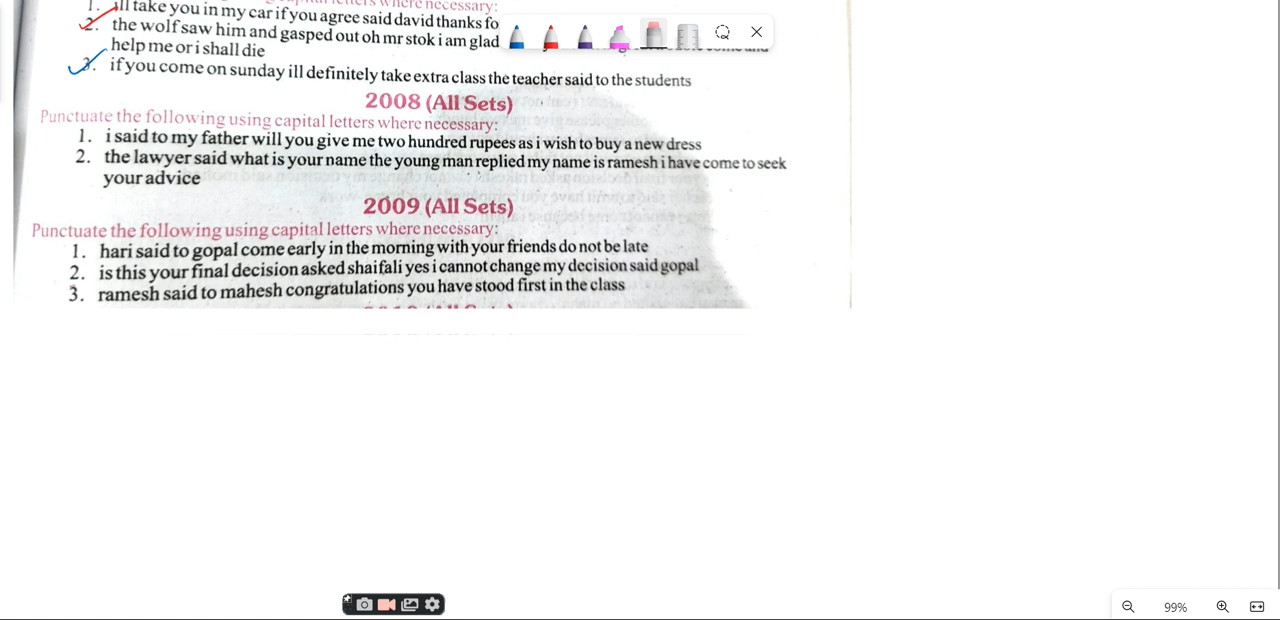 letters where necessary:
1. ill take you in my car if you agree said david thanks fo
2. the wolf saw him and gasped out oh mr stok i am glad
help me or i shall die
3. if you come on sunday ill definitely take extra class the teacher said to the students
2008 (All Sets)
Punctuate the following using capital letters where necessary:
1. i said to my father will you give me two hundred rupees as i wish to buy a new dress
2. the lawyer said what is your name the young man replied my name is ramesh i have come to seek
your advice
2009 (All Sets)
Punctuate the following using capital letters where necessary:
1. hari said to gopal come early in the morning with your friends do not be late
2. is this your final decision asked shaifali yes i cannot change my decision said gopal
3. ramesh said to mahesh congratulations you have stood first in the class
99%